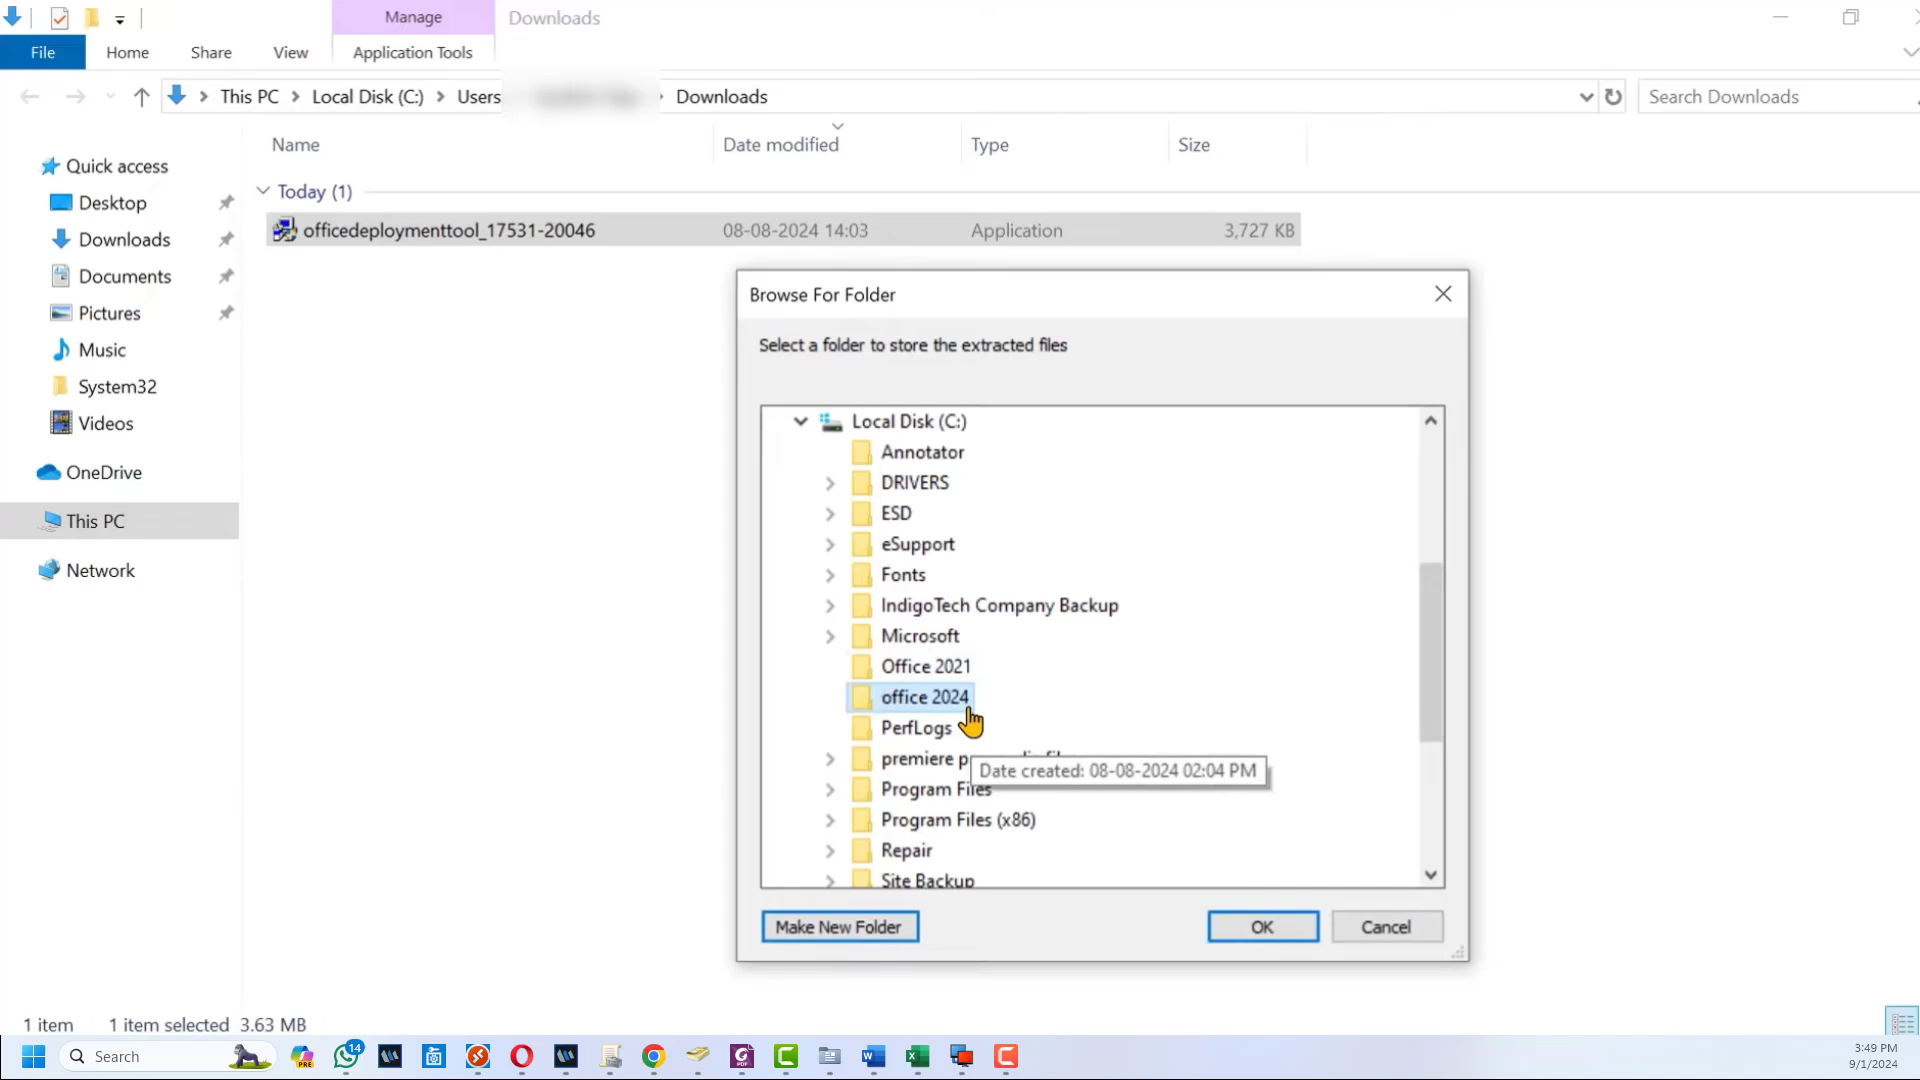 Manage
Downloads
File
Home
Share
View
Application Tools
This PC
Local Disk (C:)
Users
Downloads
Search Downloads
Name
Date modified
Type
Size
Quick access
Desktop
Downloads
Documents
Pictures
Music
System32
Videos
OneDrive
This PC
Network
Today (1)
officedeploymenttool_17531-20046
08-08-2024 14:03
Application
3,727 KB
Browse For Folder
Select a folder to store the extracted files
Local Disk (C:)
Annotator
DRIVERS
ESD
eSupport
Fonts
IndigoTech Company Backup
Microsoft
Office 2021
office 2024
PerfLogs
premiere p
Date created: 08-08-2024 02:04 PM
Program Files
Program Files (x86)
Repair
Site Backup
Make New Folder
OK
Cancel
1 item
1 item selected 3.63 MB
Search
PRE
14
3:49 PM
9/1/2024